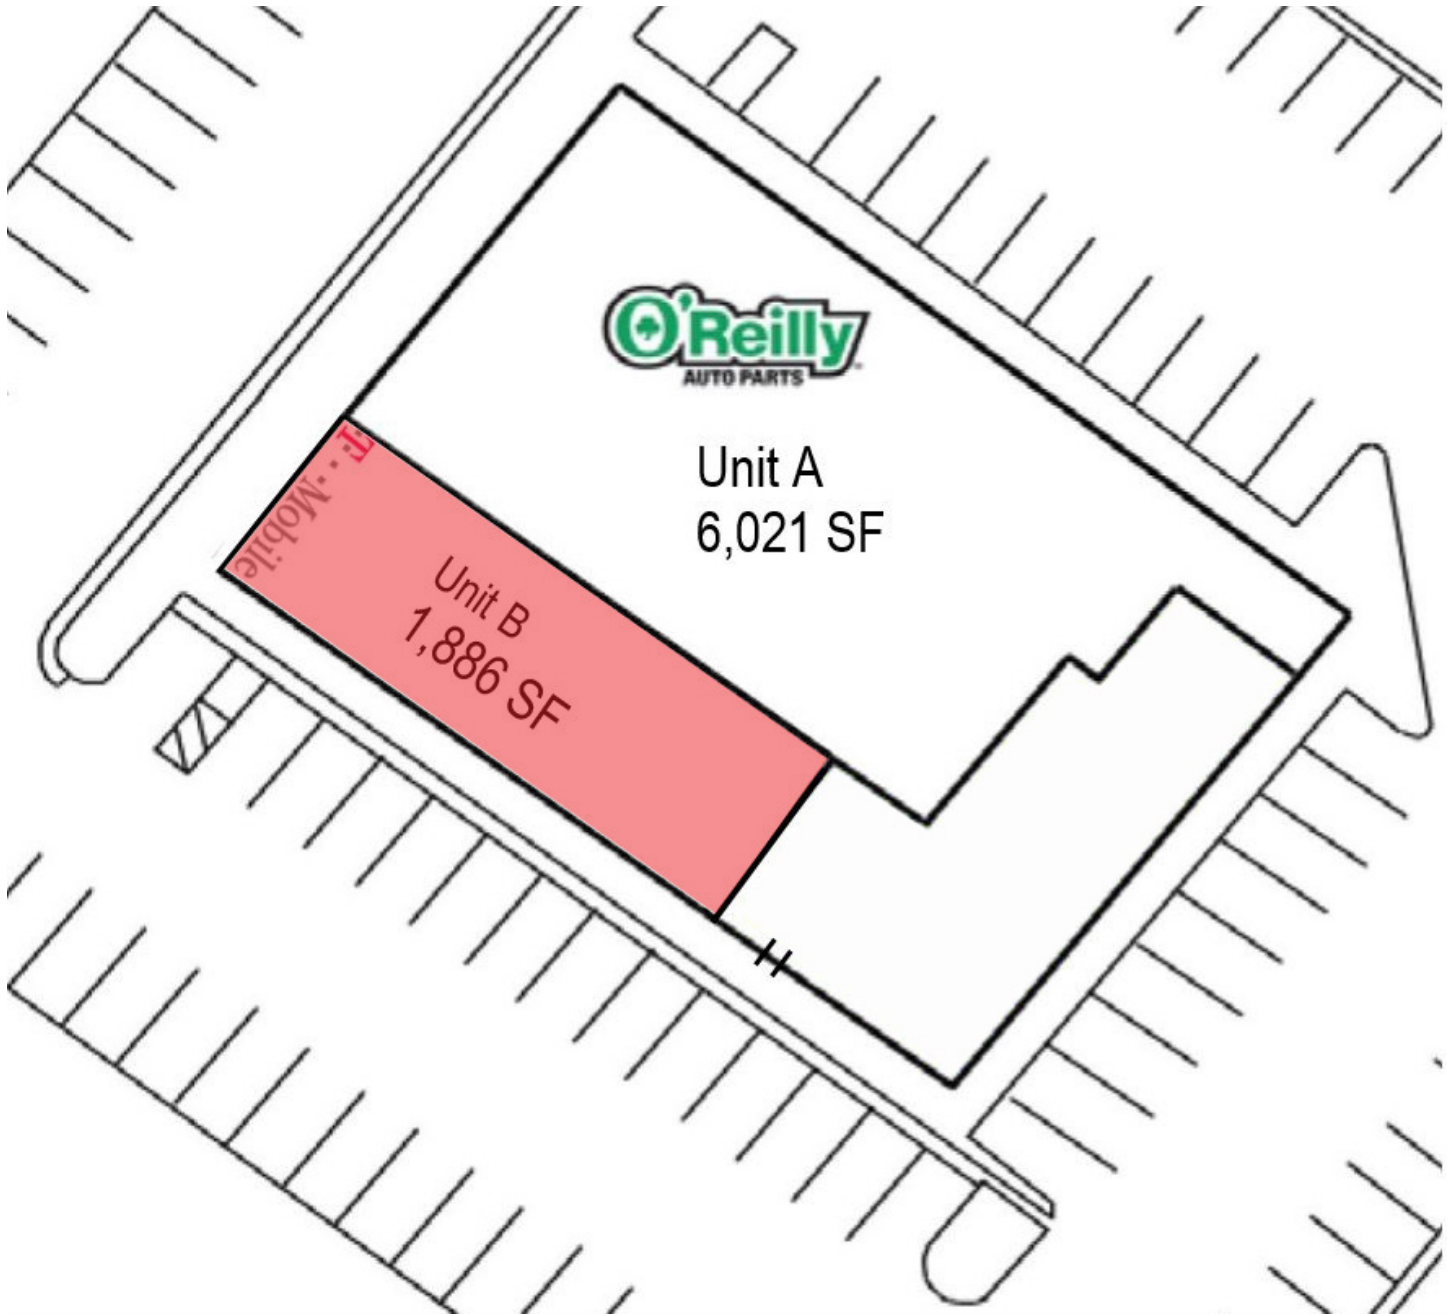 O'Reilly
AUTO PARTS
Unit A
6,021 SF
T··Mobile
Unit B
1,886 SF